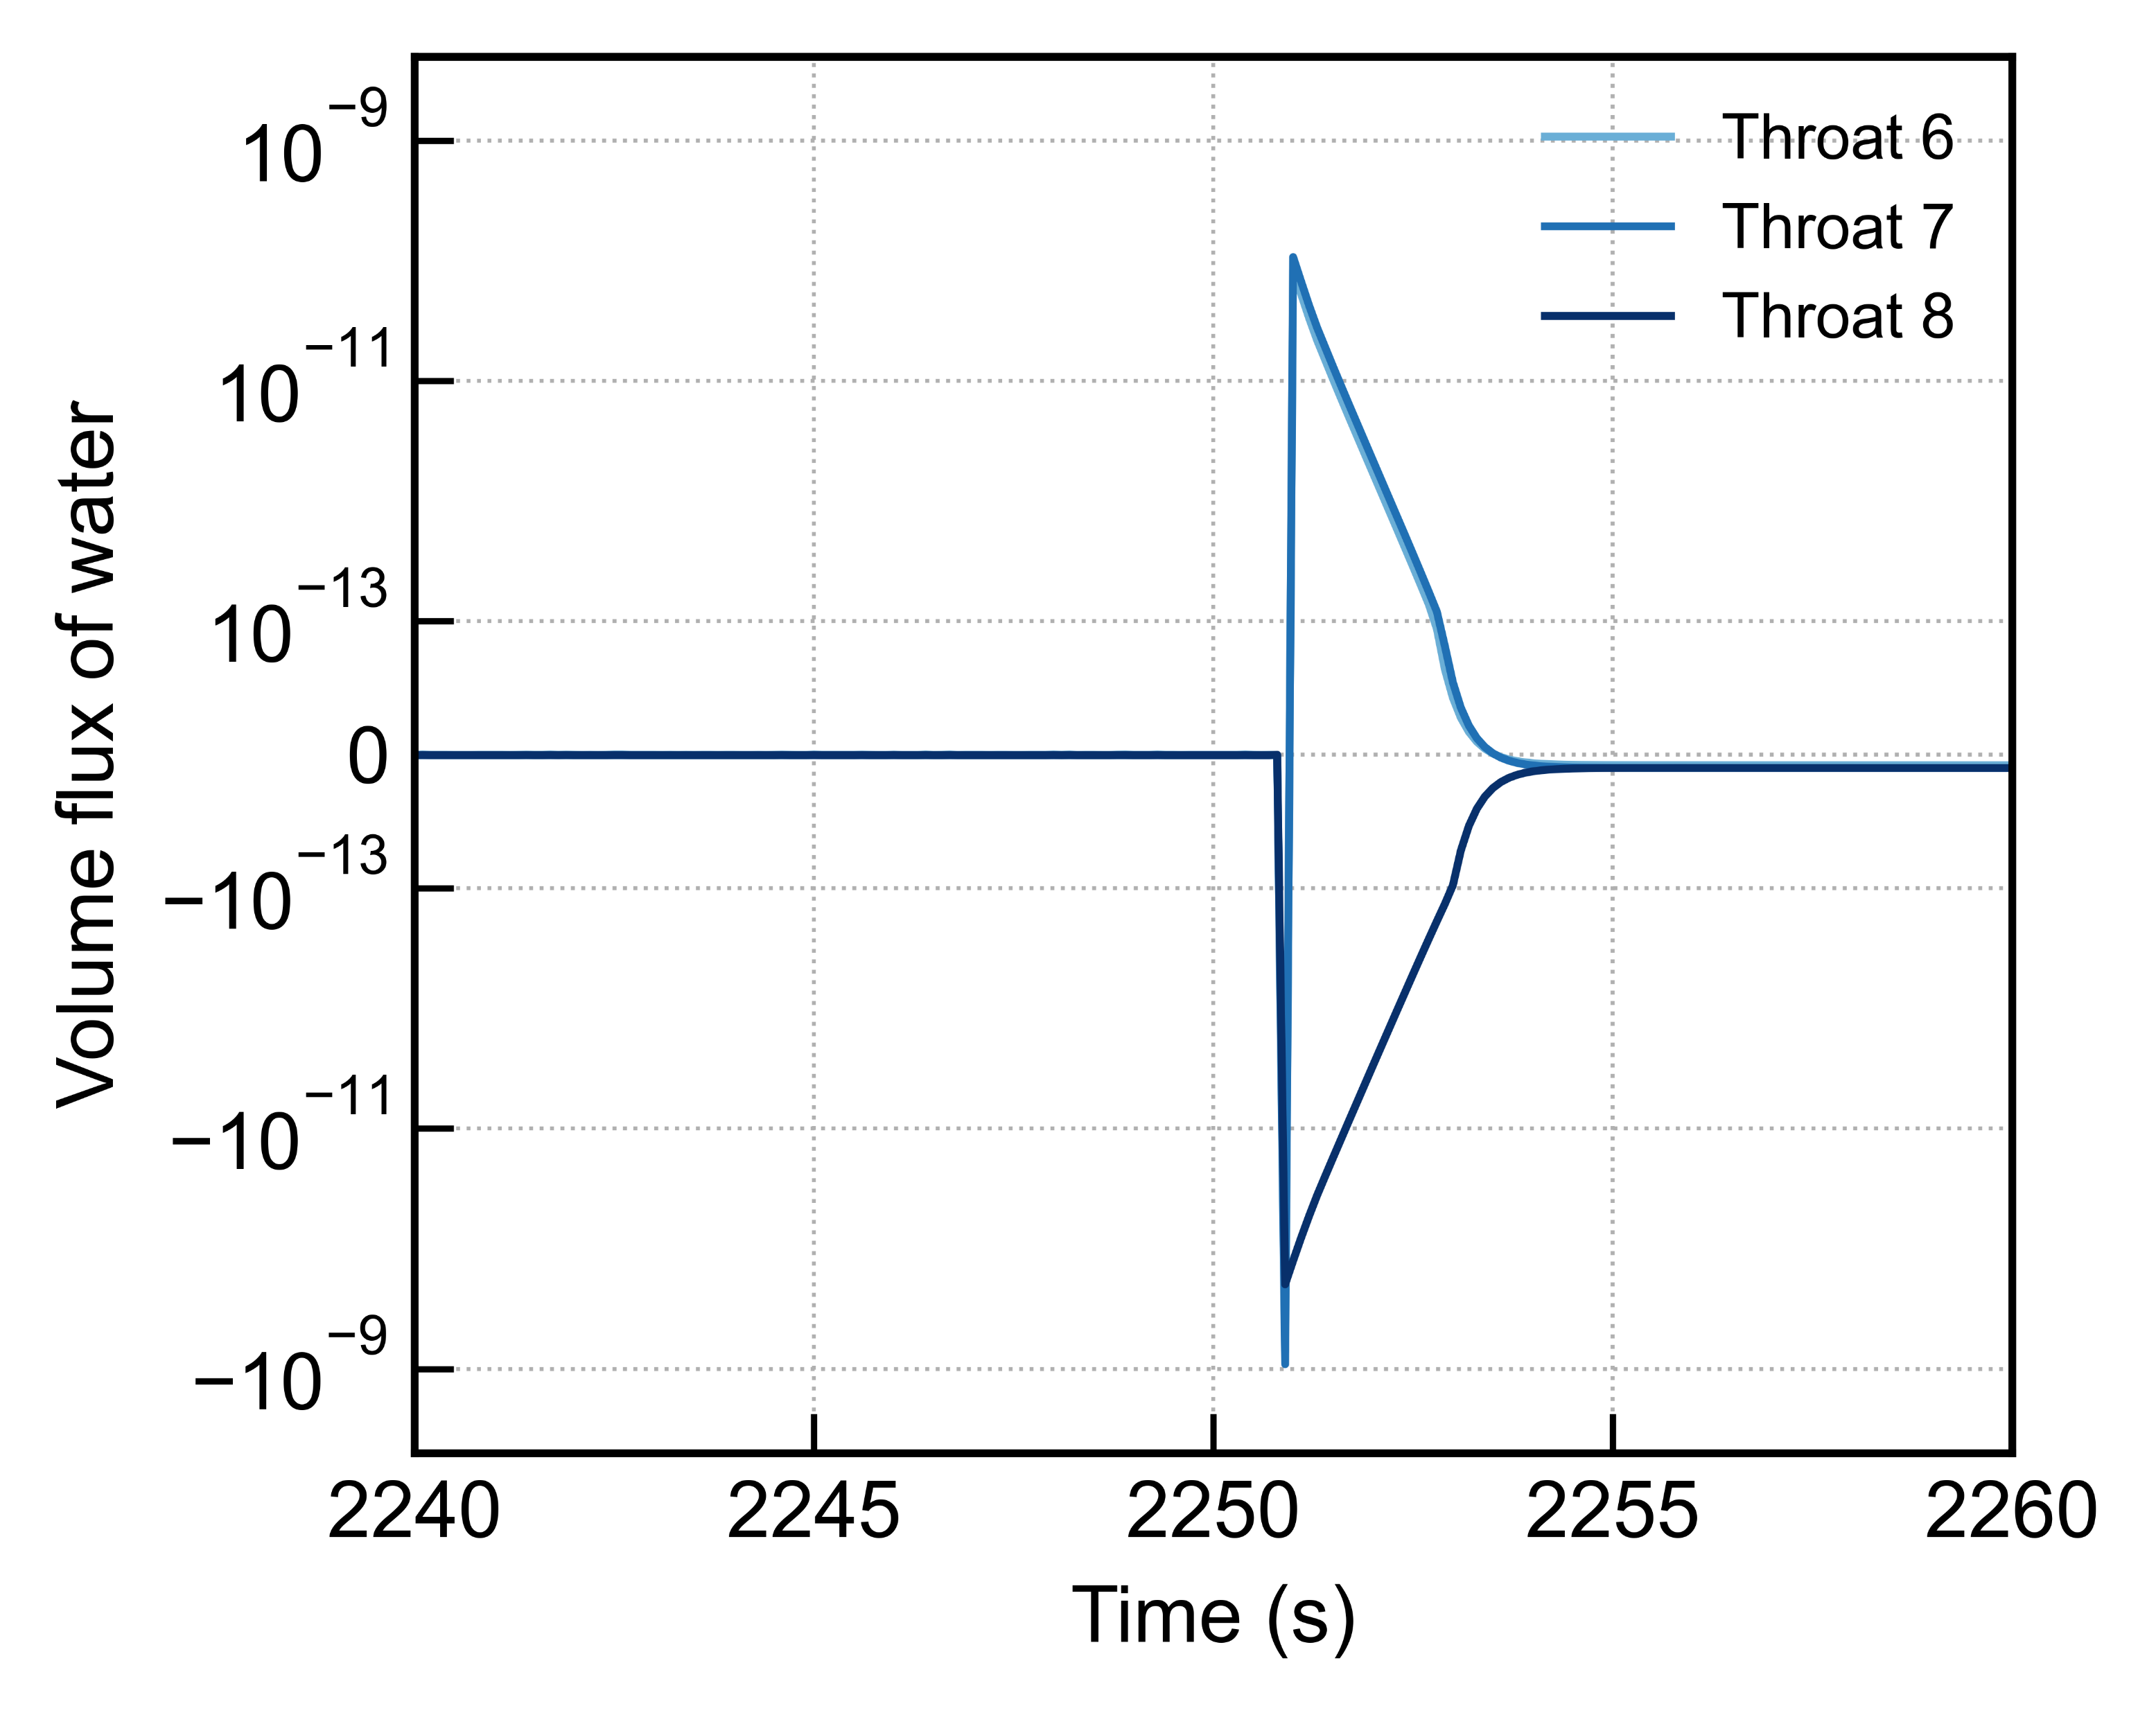 Volume flux of water
10⁻⁹
10⁻¹¹
10⁻¹³
0
−10⁻¹³
−10⁻¹¹
−10⁻⁹
Throat 6
Throat 7
Throat 8
2240 2245 2250 2255 2260
Time (s)